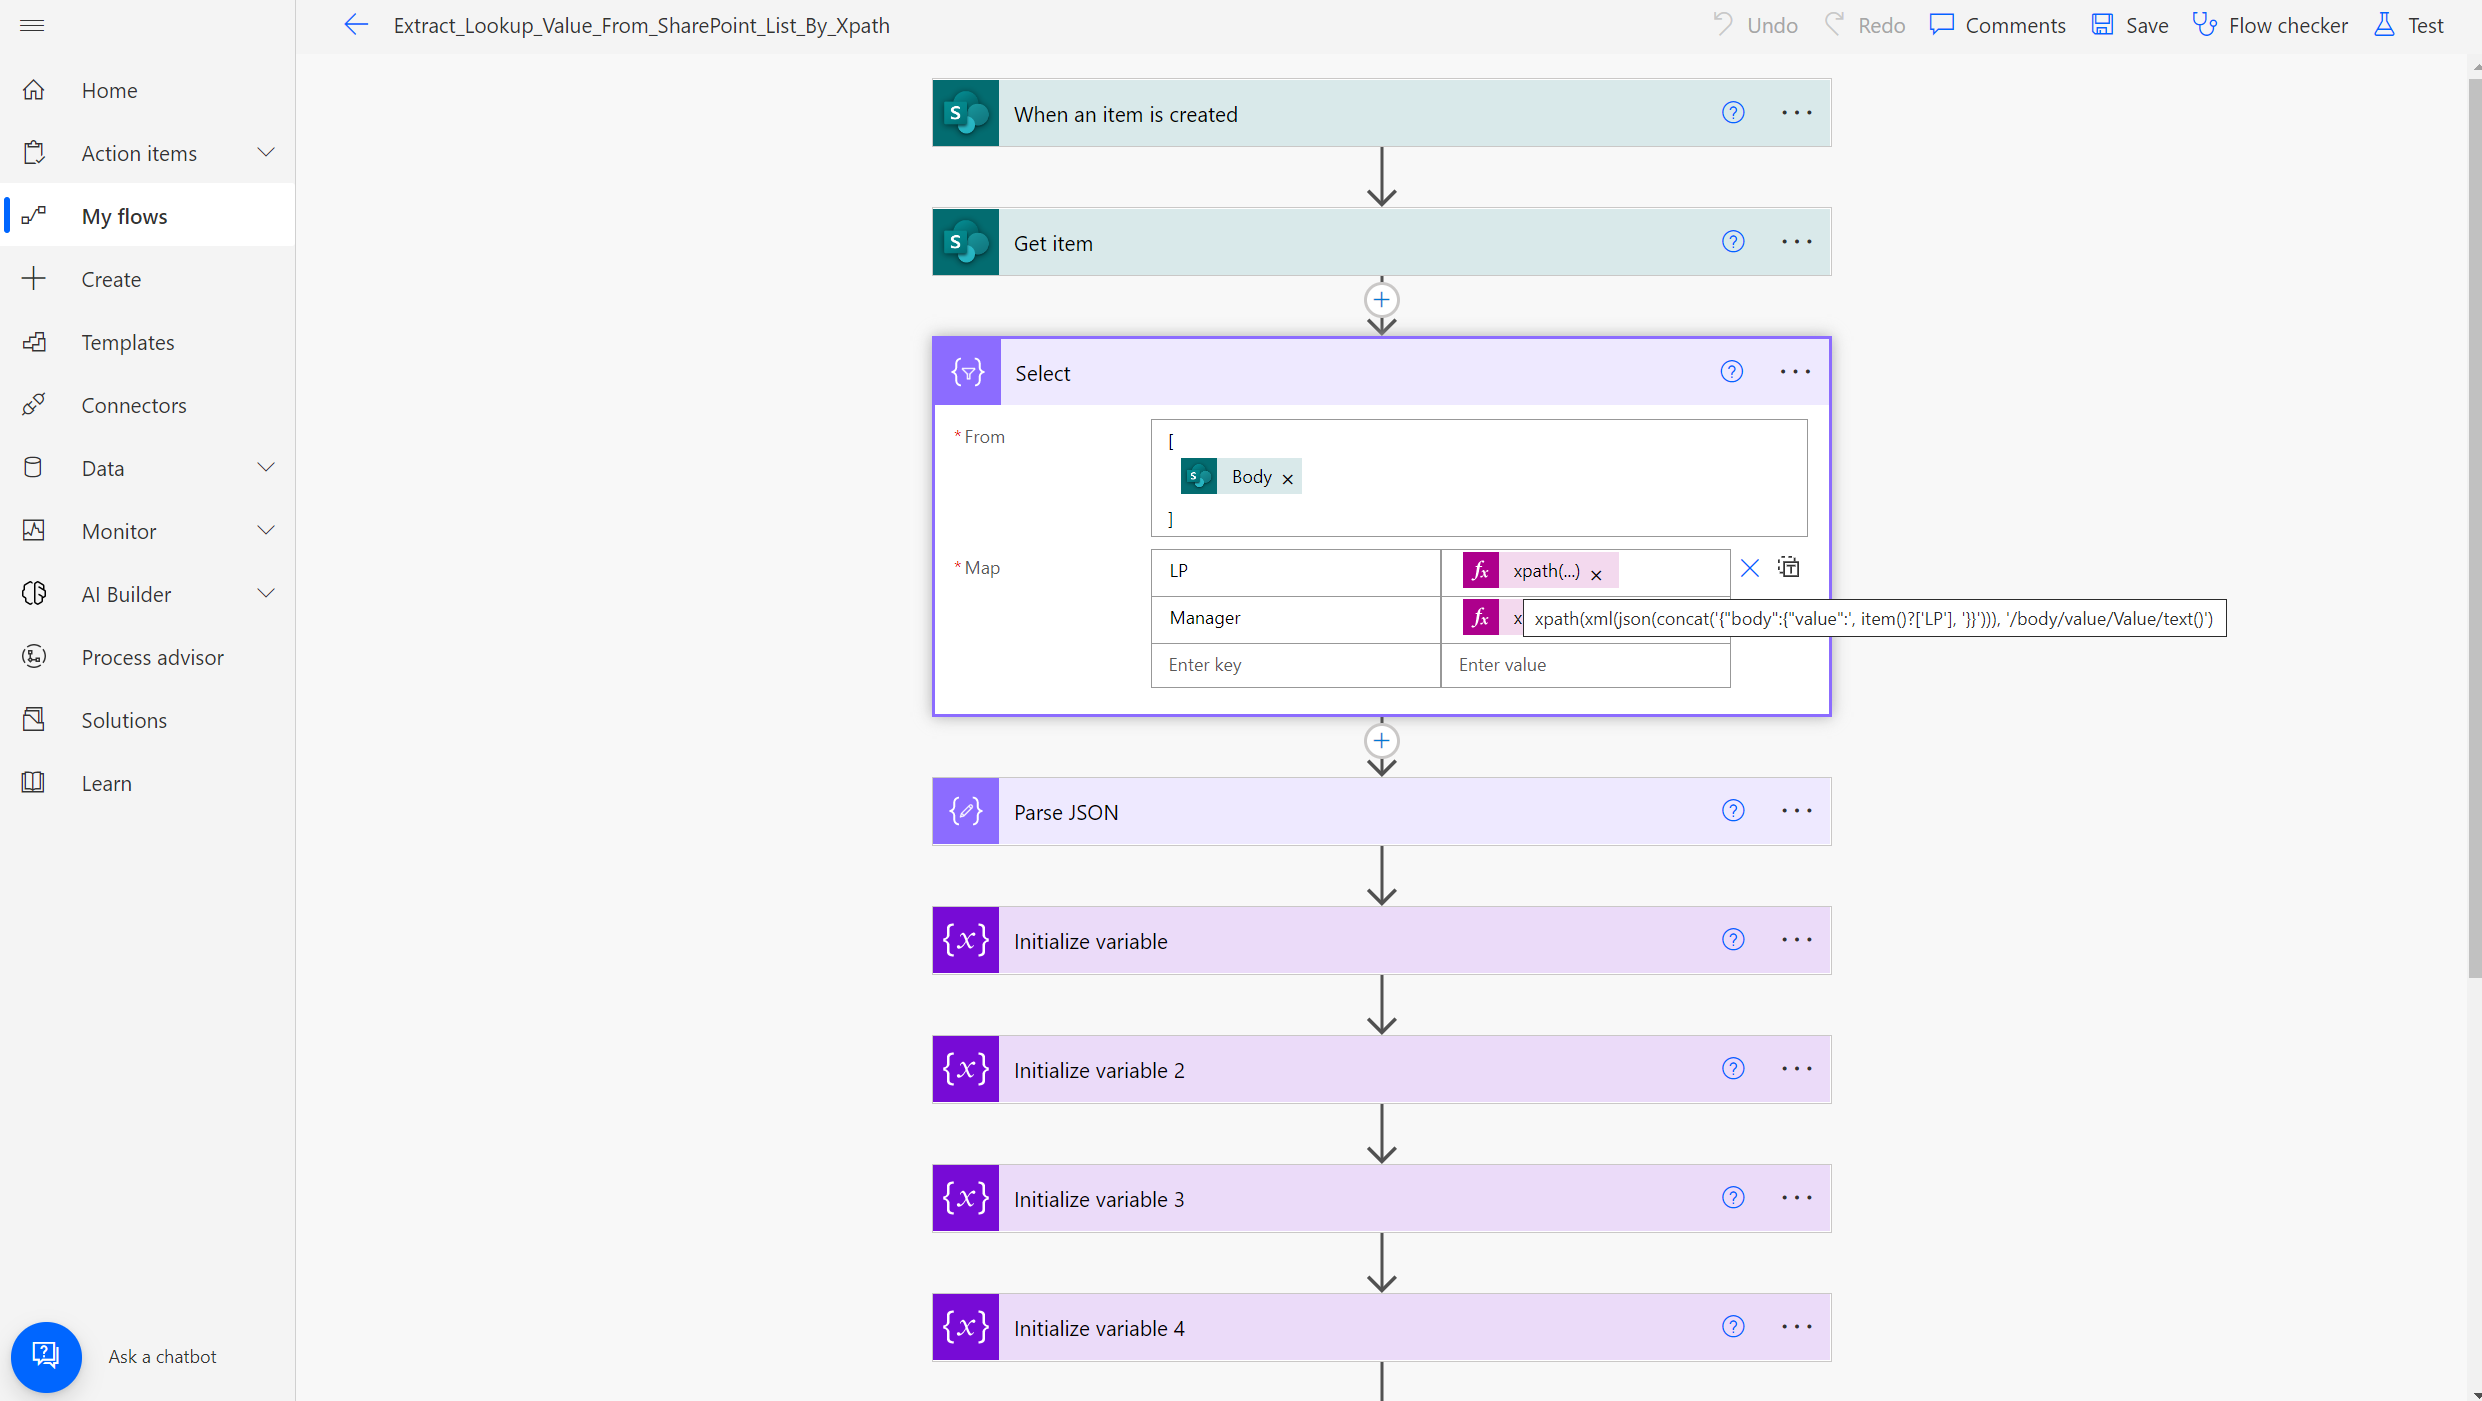 Extract_Lookup_Value_From_SharePoint_List_By_Xpath
Undo
Redo
Comments
Save
Flow checker
Test
Home
Action items
My flows
Create
Templates
Connectors
Data
Monitor
AI Builder
Process advisor
Solutions
Learn
Ask a chatbot
When an item is created
Get item
Select
* From
[
Body
]
* Map
LP
xpath(...)
Manager
x
xpath(xml(json(concat('{"body":{"value":', item()?['LP'], '}}'))), '/body/value/Value/text()')
Enter key
Enter value
Parse JSON
Initialize variable
Initialize variable 2
Initialize variable 3
Initialize variable 4